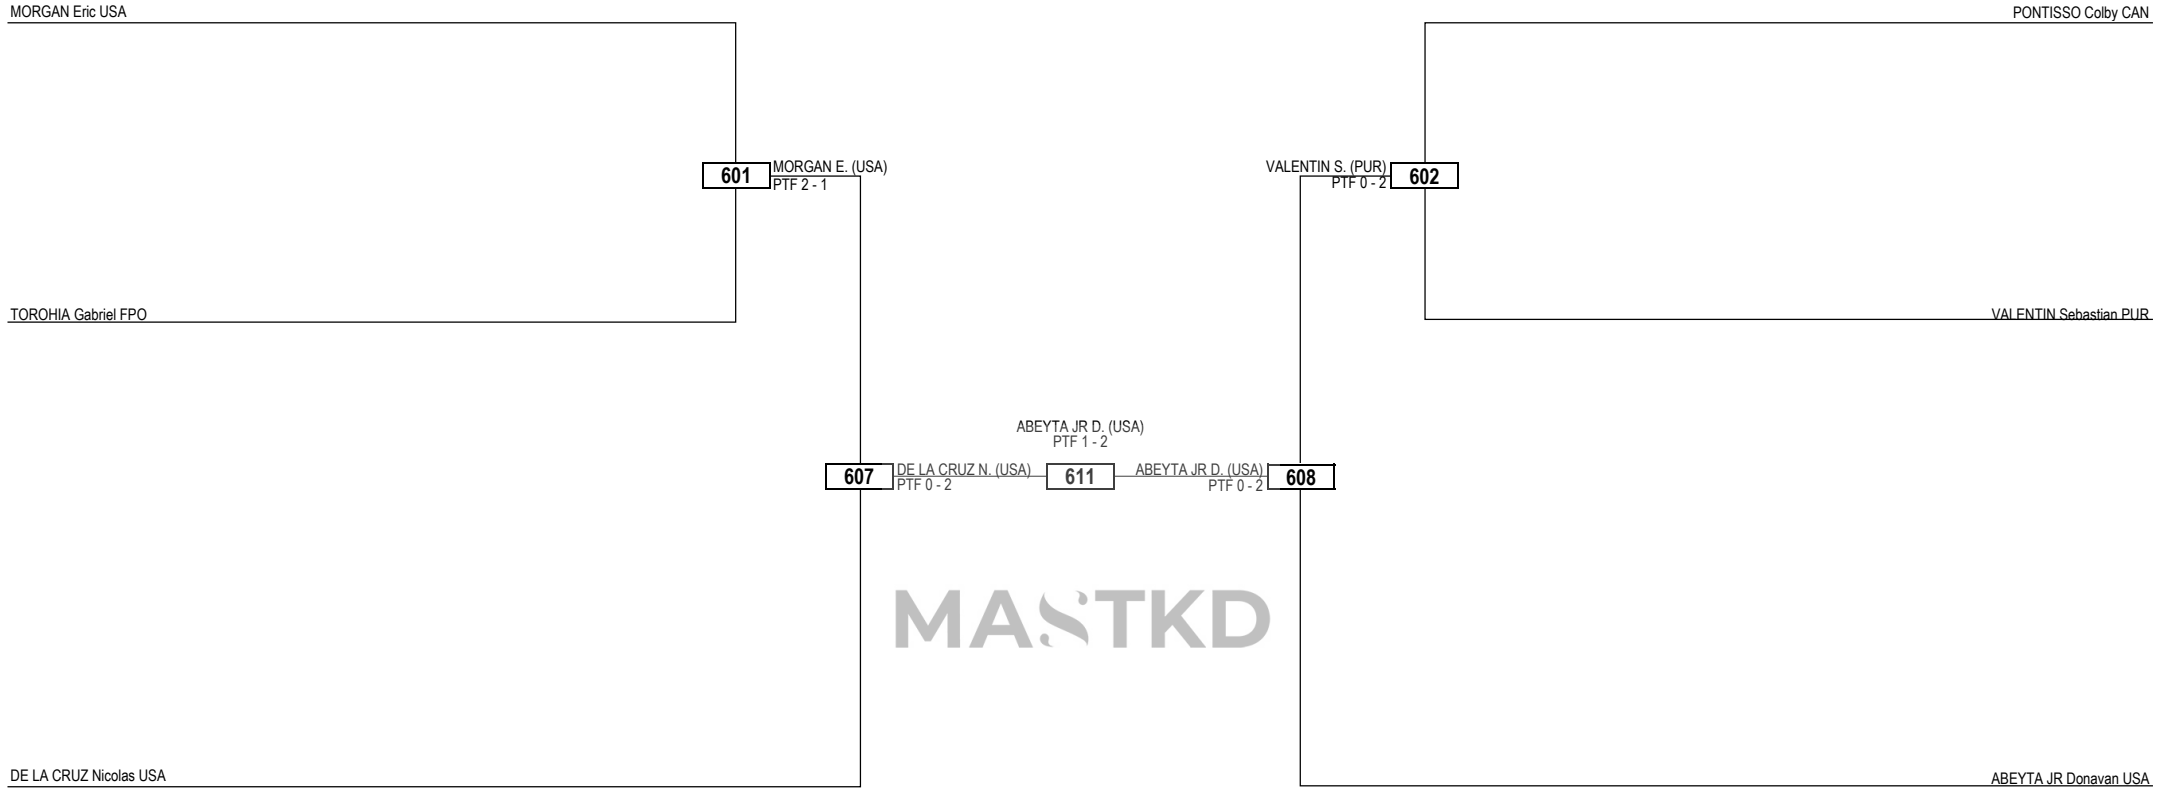 MORGAN Eric USA
PONTISSO Colby CAN
601
MORGAN E. (USA)
PTF 2 - 1
VALENTIN S. (PUR)
PTF 0 - 2
602
TOROHIA Gabriel FPO
VALENTIN Sebastian PUR
ABEYTA JR D. (USA)
PTF 1 - 2
607
DE LA CRUZ N. (USA)
PTF 0 - 2
611
ABEYTA JR D. (USA)
PTF 0 - 2
608
MASTKD
DE LA CRUZ Nicolas USA
ABEYTA JR Donavan USA